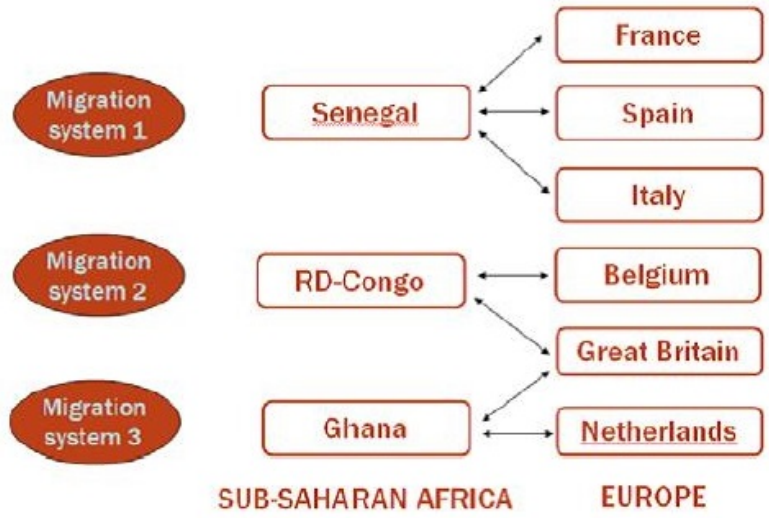 France
Migration
system 1
Senegal
Spain
Italy
Migration
system 2
RD-Congo
Belgium
Great Britain
Migration
system 3
Ghana
Netherlands
SUB-SAHARAN AFRICA
EUROPE